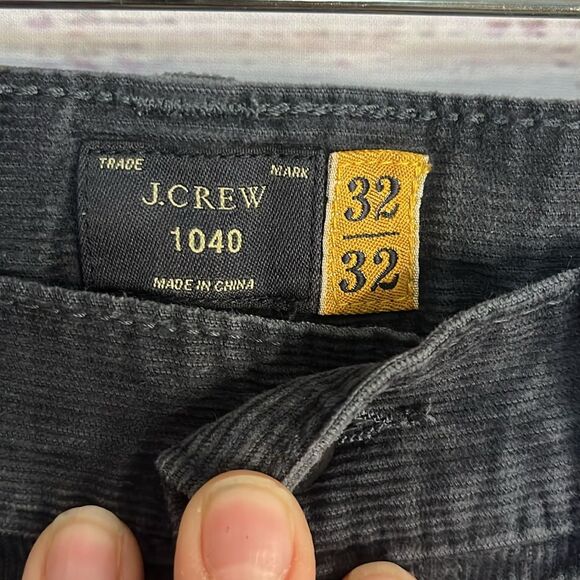 TRADE MARK
J.CREW
1040
MADE IN CHINA
32
32